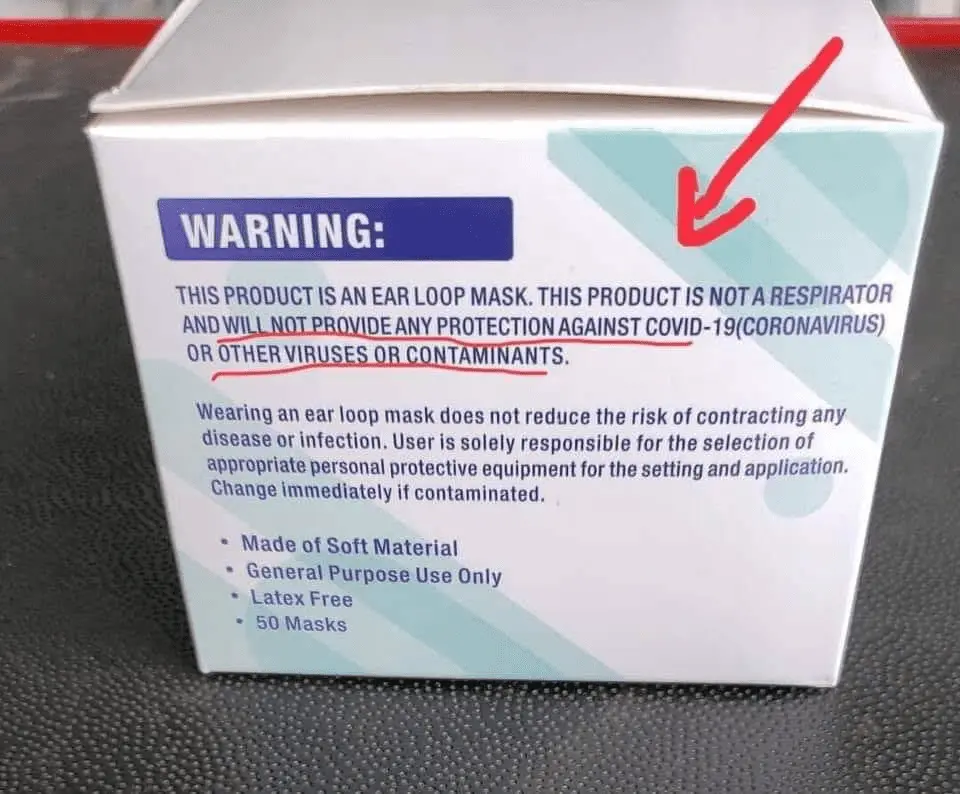 WARNING:
THIS PRODUCT IS AN EAR LOOP MASK. THIS PRODUCT IS NOT A RESPIRATOR
AND WILL NOT PROVIDE ANY PROTECTION AGAINST COVID-19(CORONAVIRUS)
OR OTHER VIRUSES OR CONTAMINANTS.
Wearing an ear loop mask does not reduce the risk of contracting any
disease or infection. User is solely responsible for the selection of
appropriate personal protective equipment for the setting and application.
Change immediately if contaminated.
• Made of Soft Material
• General Purpose Use Only
• Latex Free
• 50 Masks